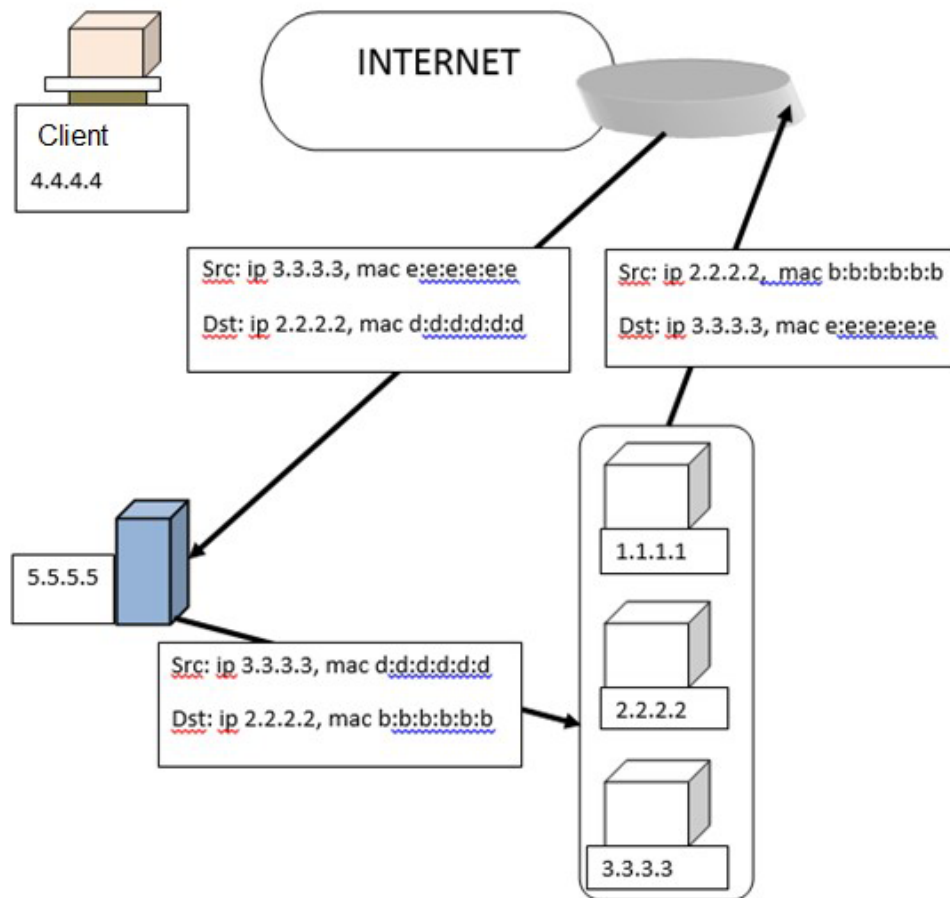 INTERNET
Client
4.4.4.4
Src: ip 3.3.3.3, mac e:e:e:e:e:e
Dst: ip 2.2.2.2, mac d:d:d:d:d:d
Src: ip 2.2.2.2, mac b:b:b:b:b:b
Dst: ip 3.3.3.3, mac e:e:e:e:e:e
1.1.1.1
5.5.5.5
Src: ip 3.3.3.3, mac d:d:d:d:d:d
Dst: ip 2.2.2.2, mac b:b:b:b:b:b
2.2.2.2
3.3.3.3